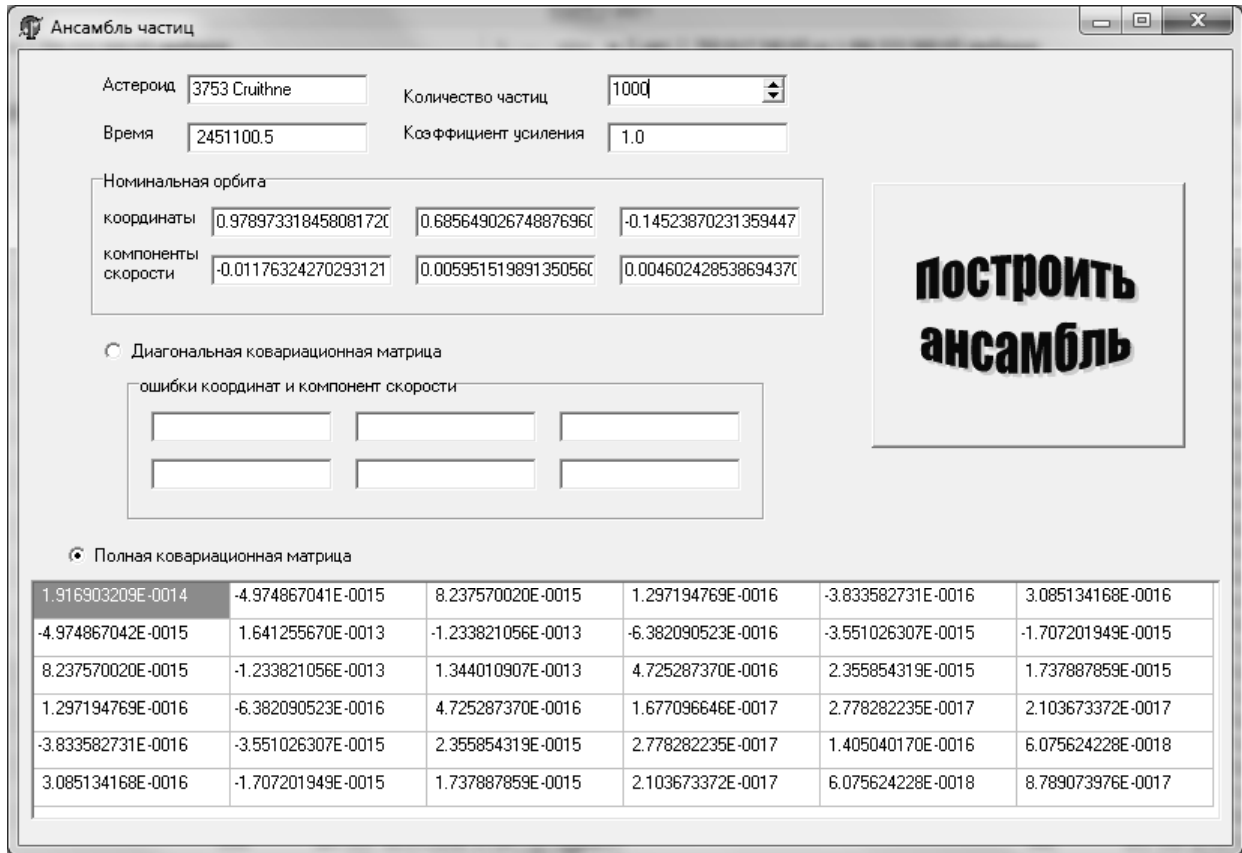 Ансамбль частиц
Астероид 3753 Cruithne Количество частиц 1000
Время 2451100.5 Коэффициент усиления 1.0
Номинальная орбита
координаты 0.978973318458081720 0.685649026748876960 -0.14523870231359447
компоненты скорости -0.01176324270293121 0.005951519891350560 0.004602428538694370
построить
ансамбль
Диагональная ковариационная матрица
ошибки координат и компонент скорости
Полная ковариационная матрица
1.916903209E-0014 -4.974867041E-0015 8.237570020E-0015 1.297194769E-0016 -3.833582731E-0016 3.085134168E-0016
-4.974867042E-0015 1.641255670E-0013 -1.233821056E-0013 -6.382090523E-0016 -3.551026307E-0015 -1.707201949E-0015
8.237570020E-0015 -1.233821056E-0013 1.344010907E-0013 4.725287370E-0016 2.355854319E-0015 1.737887859E-0015
1.297194769E-0016 -6.382090523E-0016 4.725287370E-0016 1.677096646E-0017 2.778282235E-0017 2.103673372E-0017
-3.833582731E-0016 -3.551026307E-0015 2.355854319E-0015 2.778282235E-0017 1.405040170E-0016 6.075624228E-0018
3.085134168E-0016 -1.707201949E-0015 1.737887859E-0015 2.103673372E-0017 6.075624228E-0018 8.789073976E-0017